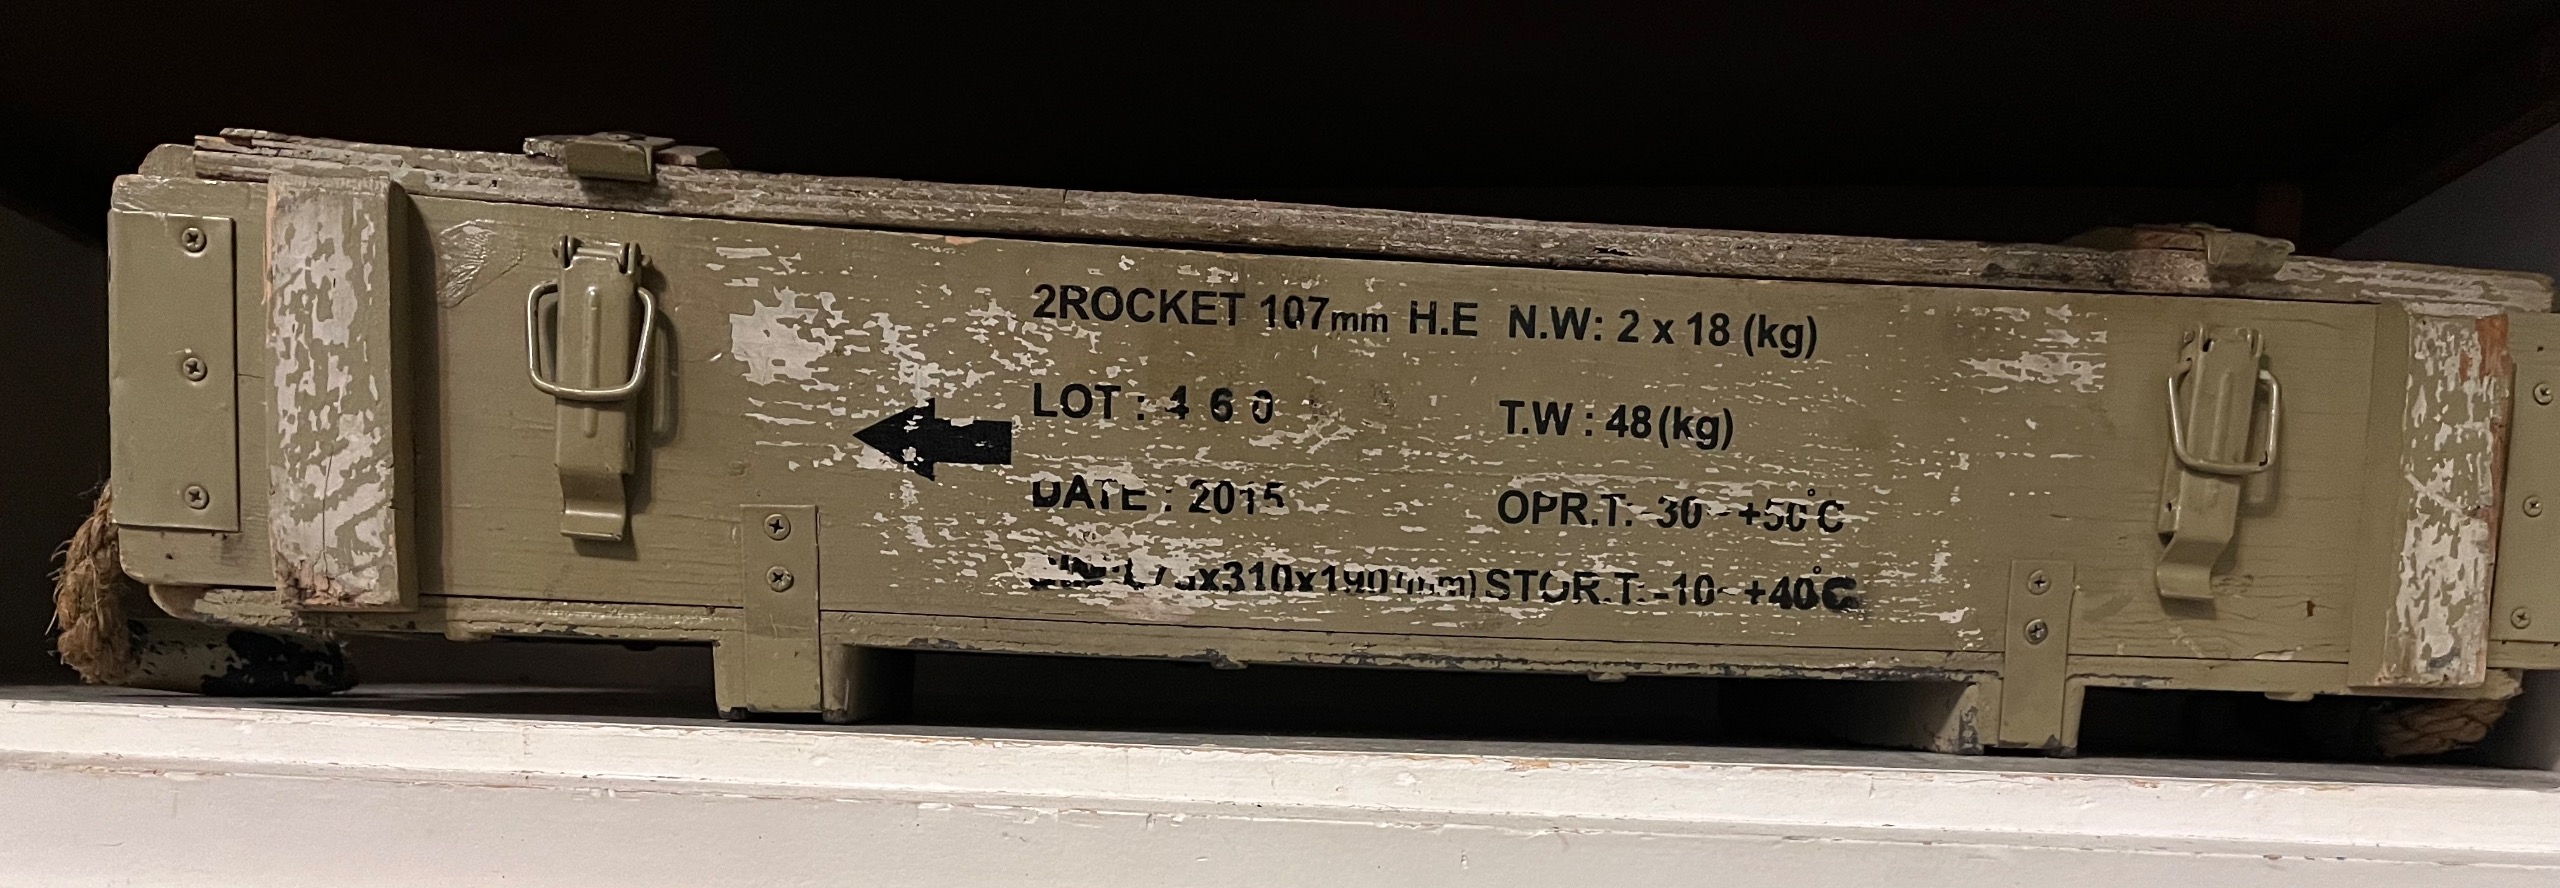 2ROCKET 107mm H.E N.W: 2 x 18 (kg)
LOT : 4 6 0 T.W : 48 (kg)
DATE : 2015 OPR.T: -30~+50°C
x310x190(mm) STOR.T: -10~+40°C